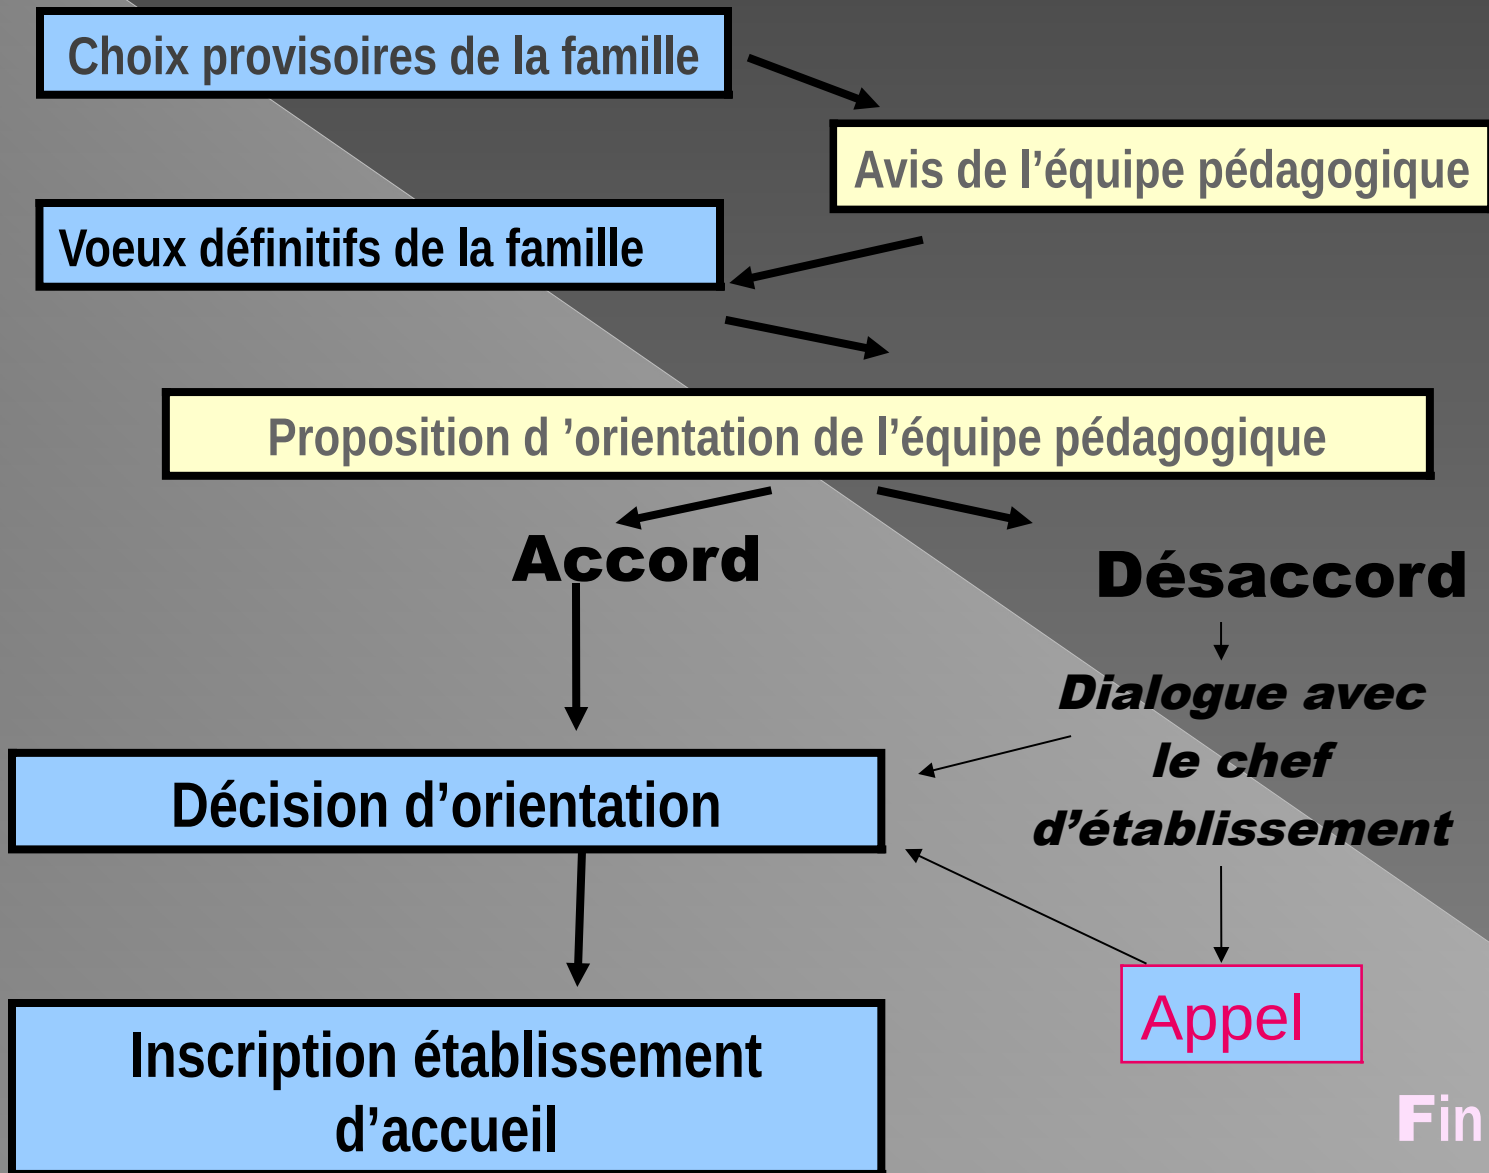 Choix provisoires de la famille
Avis de l’équipe pédagogique
Voeux définitifs de la famille
Proposition d ’orientation de l’équipe pédagogique
Accord
Désaccord
Dialogue avec
le chef
d’établissement
Décision d’orientation
Appel
Inscription établissement
d’accueil
Fin